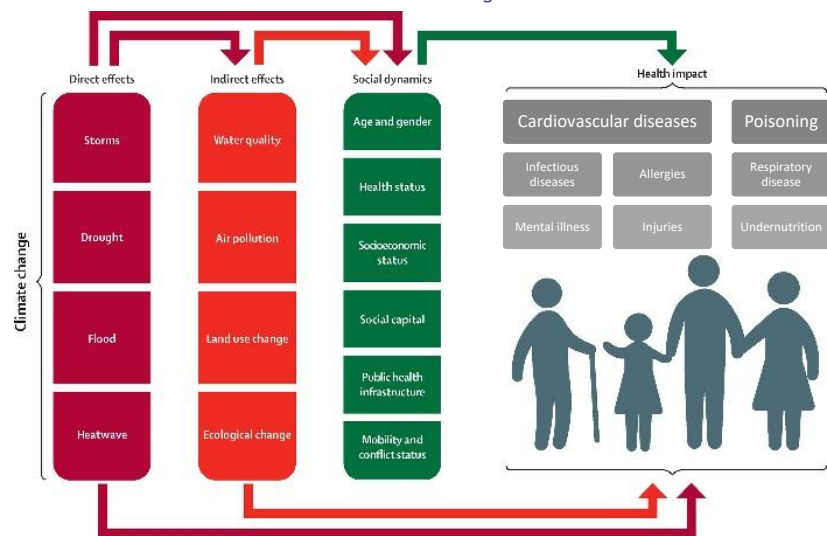 Direct effects
Indirect effects
Social dynamics
Health impact
Climate change
Storms
Drought
Flood
Heatwave
Water quality
Air pollution
Land use change
Ecological change
Age and gender
Health status
Socioeconomic
status
Social capital
Public health
infrastructure
Mobility and
conflict status
Cardiovascular diseases
Poisoning
Infectious
diseases
Allergies
Respiratory
disease
Mental illness
Injuries
Undernutrition